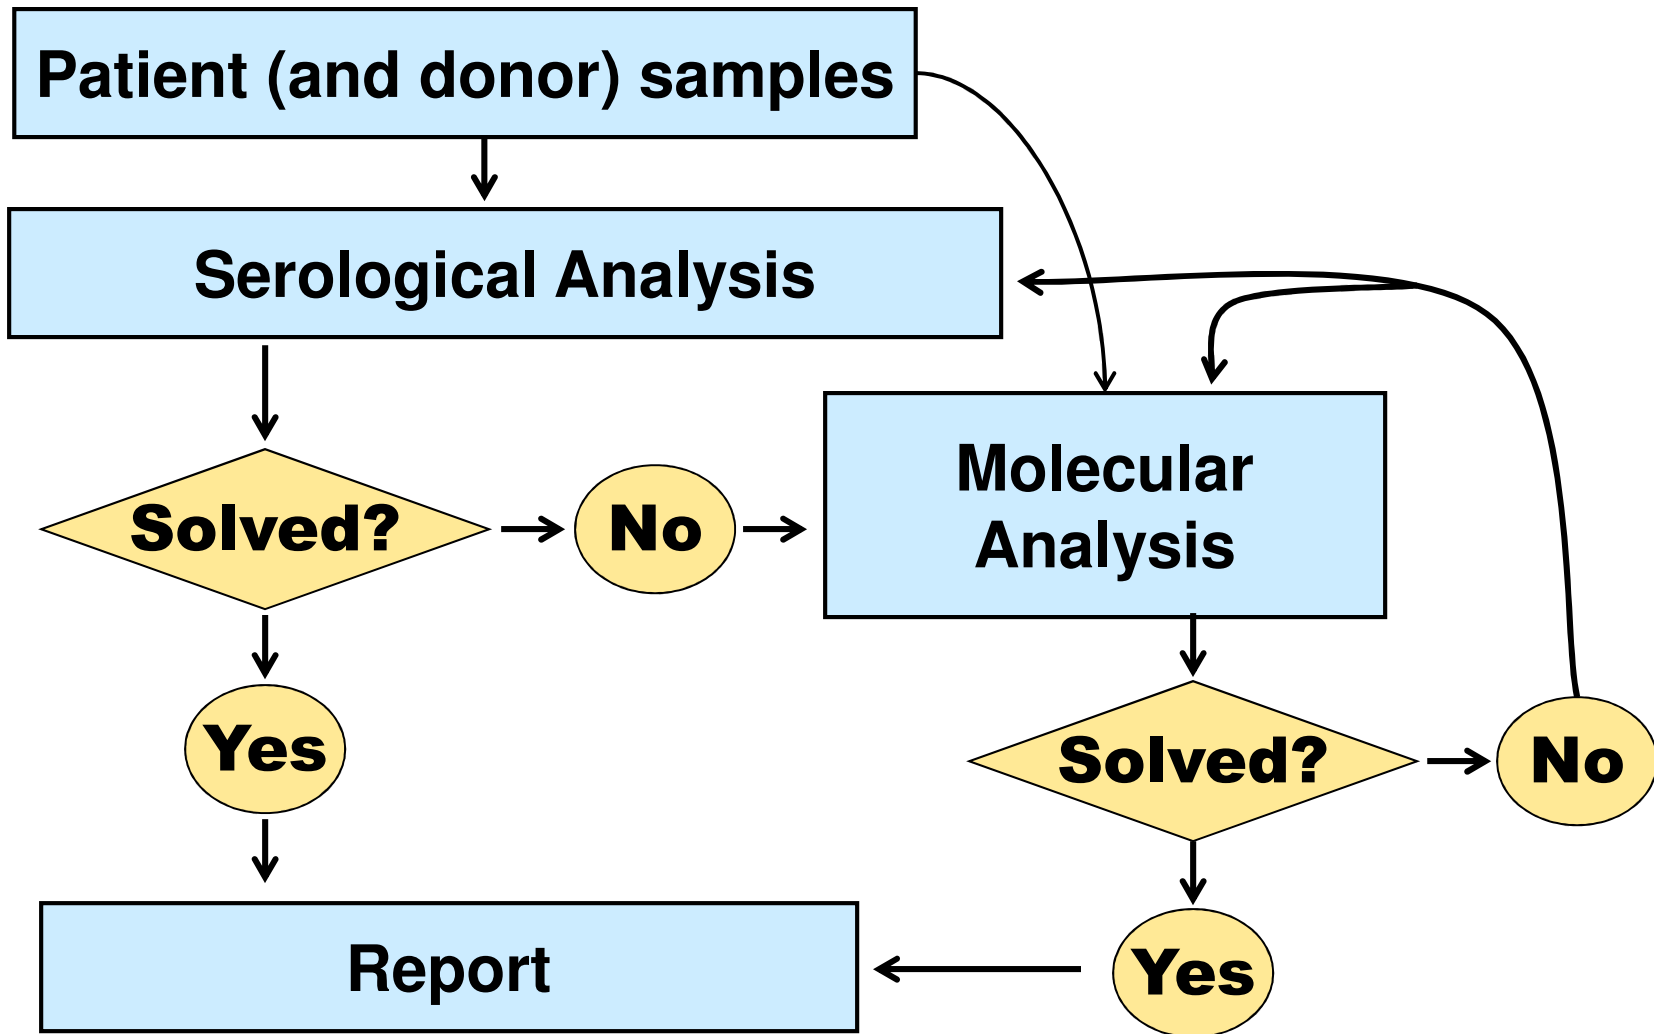 Patient (and donor) samples
Serological Analysis
Solved?
No
Molecular
Analysis
Yes
Solved?
No
Report
Yes